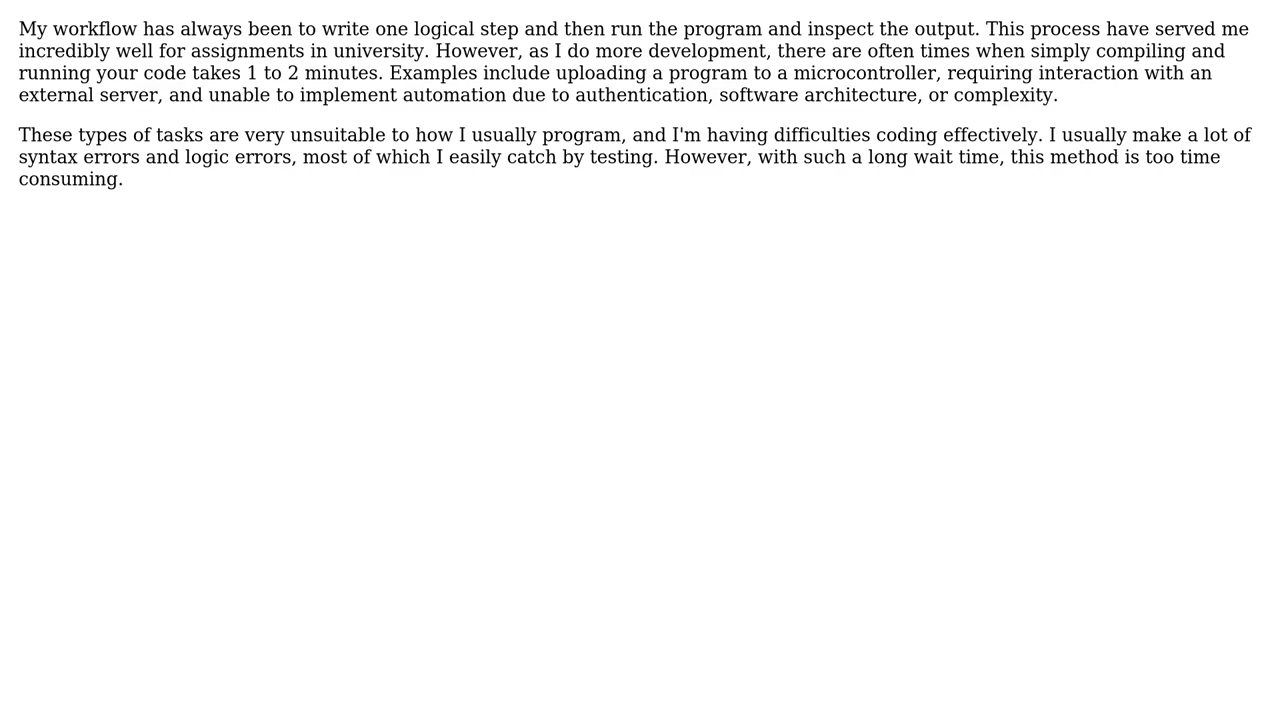 My workflow has always been to write one logical step and then run the program and inspect the output. This process have served me
incredibly well for assignments in university. However, as I do more development, there are often times when simply compiling and
running your code takes 1 to 2 minutes. Examples include uploading a program to a microcontroller, requiring interaction with an
external server, and unable to implement automation due to authentication, software architecture, or complexity.
These types of tasks are very unsuitable to how I usually program, and I'm having difficulties coding effectively. I usually make a lot of
syntax errors and logic errors, most of which I easily catch by testing. However, with such a long wait time, this method is too time
consuming.